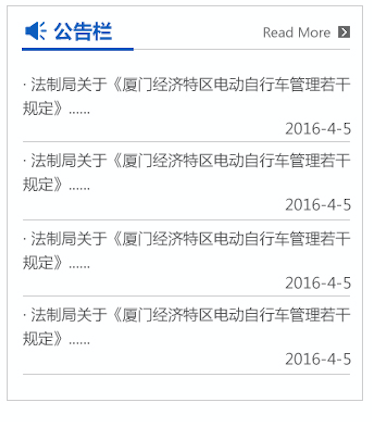 公告栏
Read More
· 法制局关于《厦门经济特区电动自行车管理若干
规定》......
2016-4-5
· 法制局关于《厦门经济特区电动自行车管理若干
规定》......
2016-4-5
· 法制局关于《厦门经济特区电动自行车管理若干
规定》......
2016-4-5
· 法制局关于《厦门经济特区电动自行车管理若干
规定》......
2016-4-5